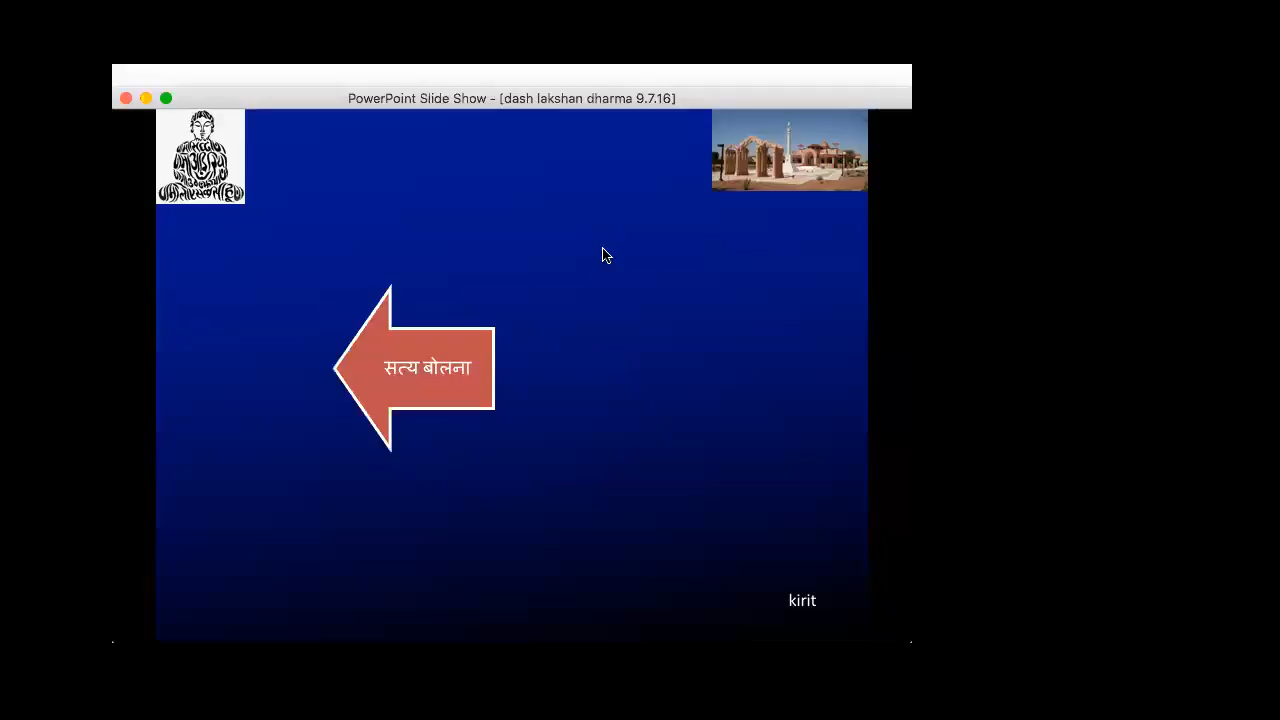 PowerPoint Slide Show - [dash lakshan dharma 9.7.16]
सत्य बोलना
kirit